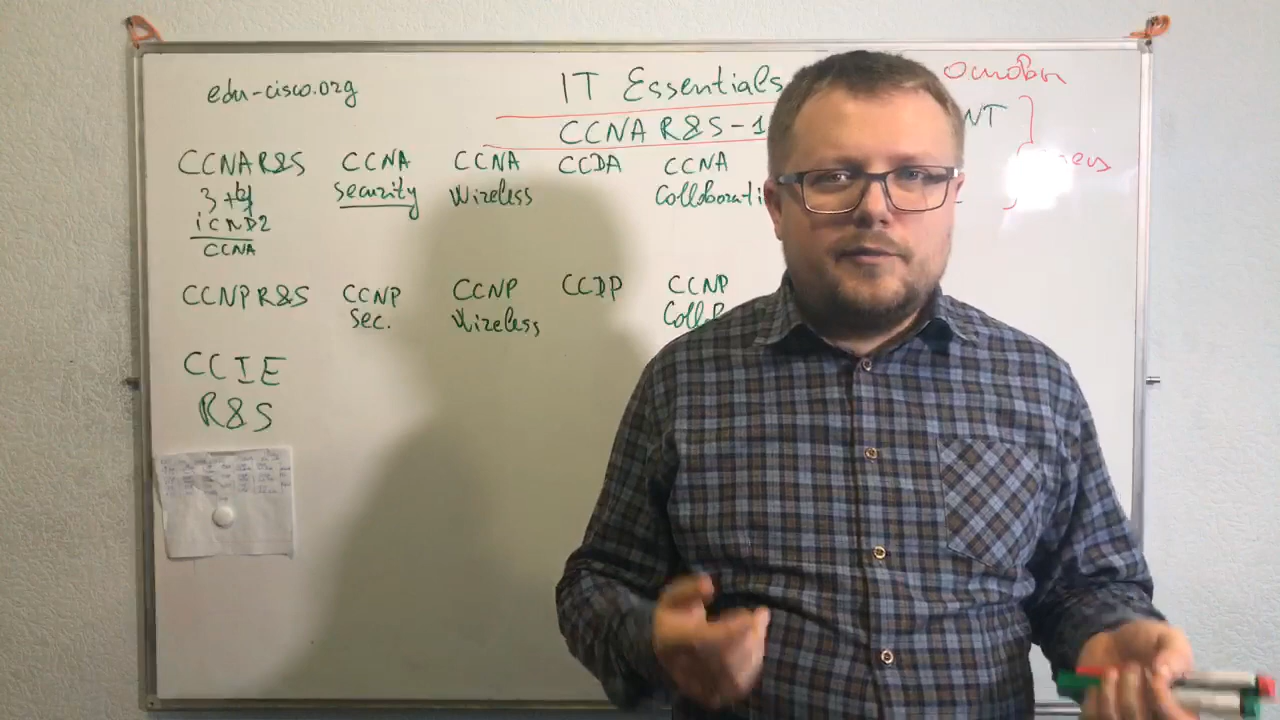 edu-cisco.org
IT Essentials
Основы
CCNA R&S-1
NT
CCNA R&S
3+4
iCND2
CCNA
CCNA
security
CCNA
Wireless
CCDA
CCNA
Collaborati
CCNP R&S
CCNP
Sec.
CCNP
Wireless
CCDP
CCNP
CCIE
R&S